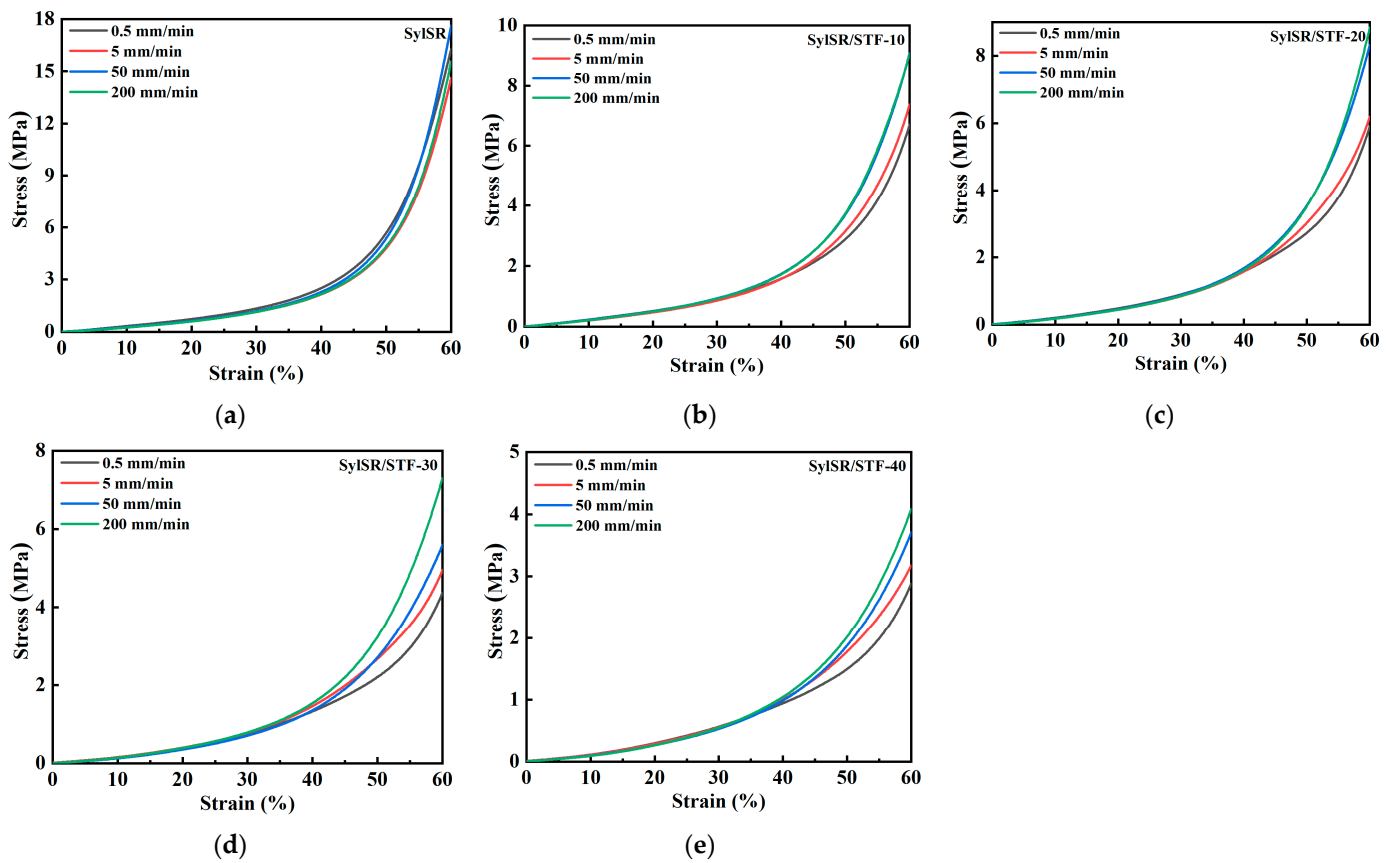 18
15
12
9
6
3
0
Stress (MPa)
0.5 mm/min
5 mm/min
50 mm/min
200 mm/min
SylSR
0 10 20 30 40 50 60
Strain (%)
(a)
10
8
6
4
2
0
Stress (MPa)
0.5 mm/min
5 mm/min
50 mm/min
200 mm/min
SylSR/STF-10
0 10 20 30 40 50 60
Strain (%)
(b)
8
6
4
2
0
Stress (MPa)
0.5 mm/min
5 mm/min
50 mm/min
200 mm/min
SylSR/STF-20
0 10 20 30 40 50 60
Strain (%)
(c)
8
6
4
2
0
Stress (MPa)
0.5 mm/min
5 mm/min
50 mm/min
200 mm/min
SylSR/STF-30
0 10 20 30 40 50 60
Strain (%)
(d)
5
4
3
2
1
0
Stress (MPa)
0.5 mm/min
5 mm/min
50 mm/min
200 mm/min
SylSR/STF-40
0 10 20 30 40 50 60
Strain (%)
(e)